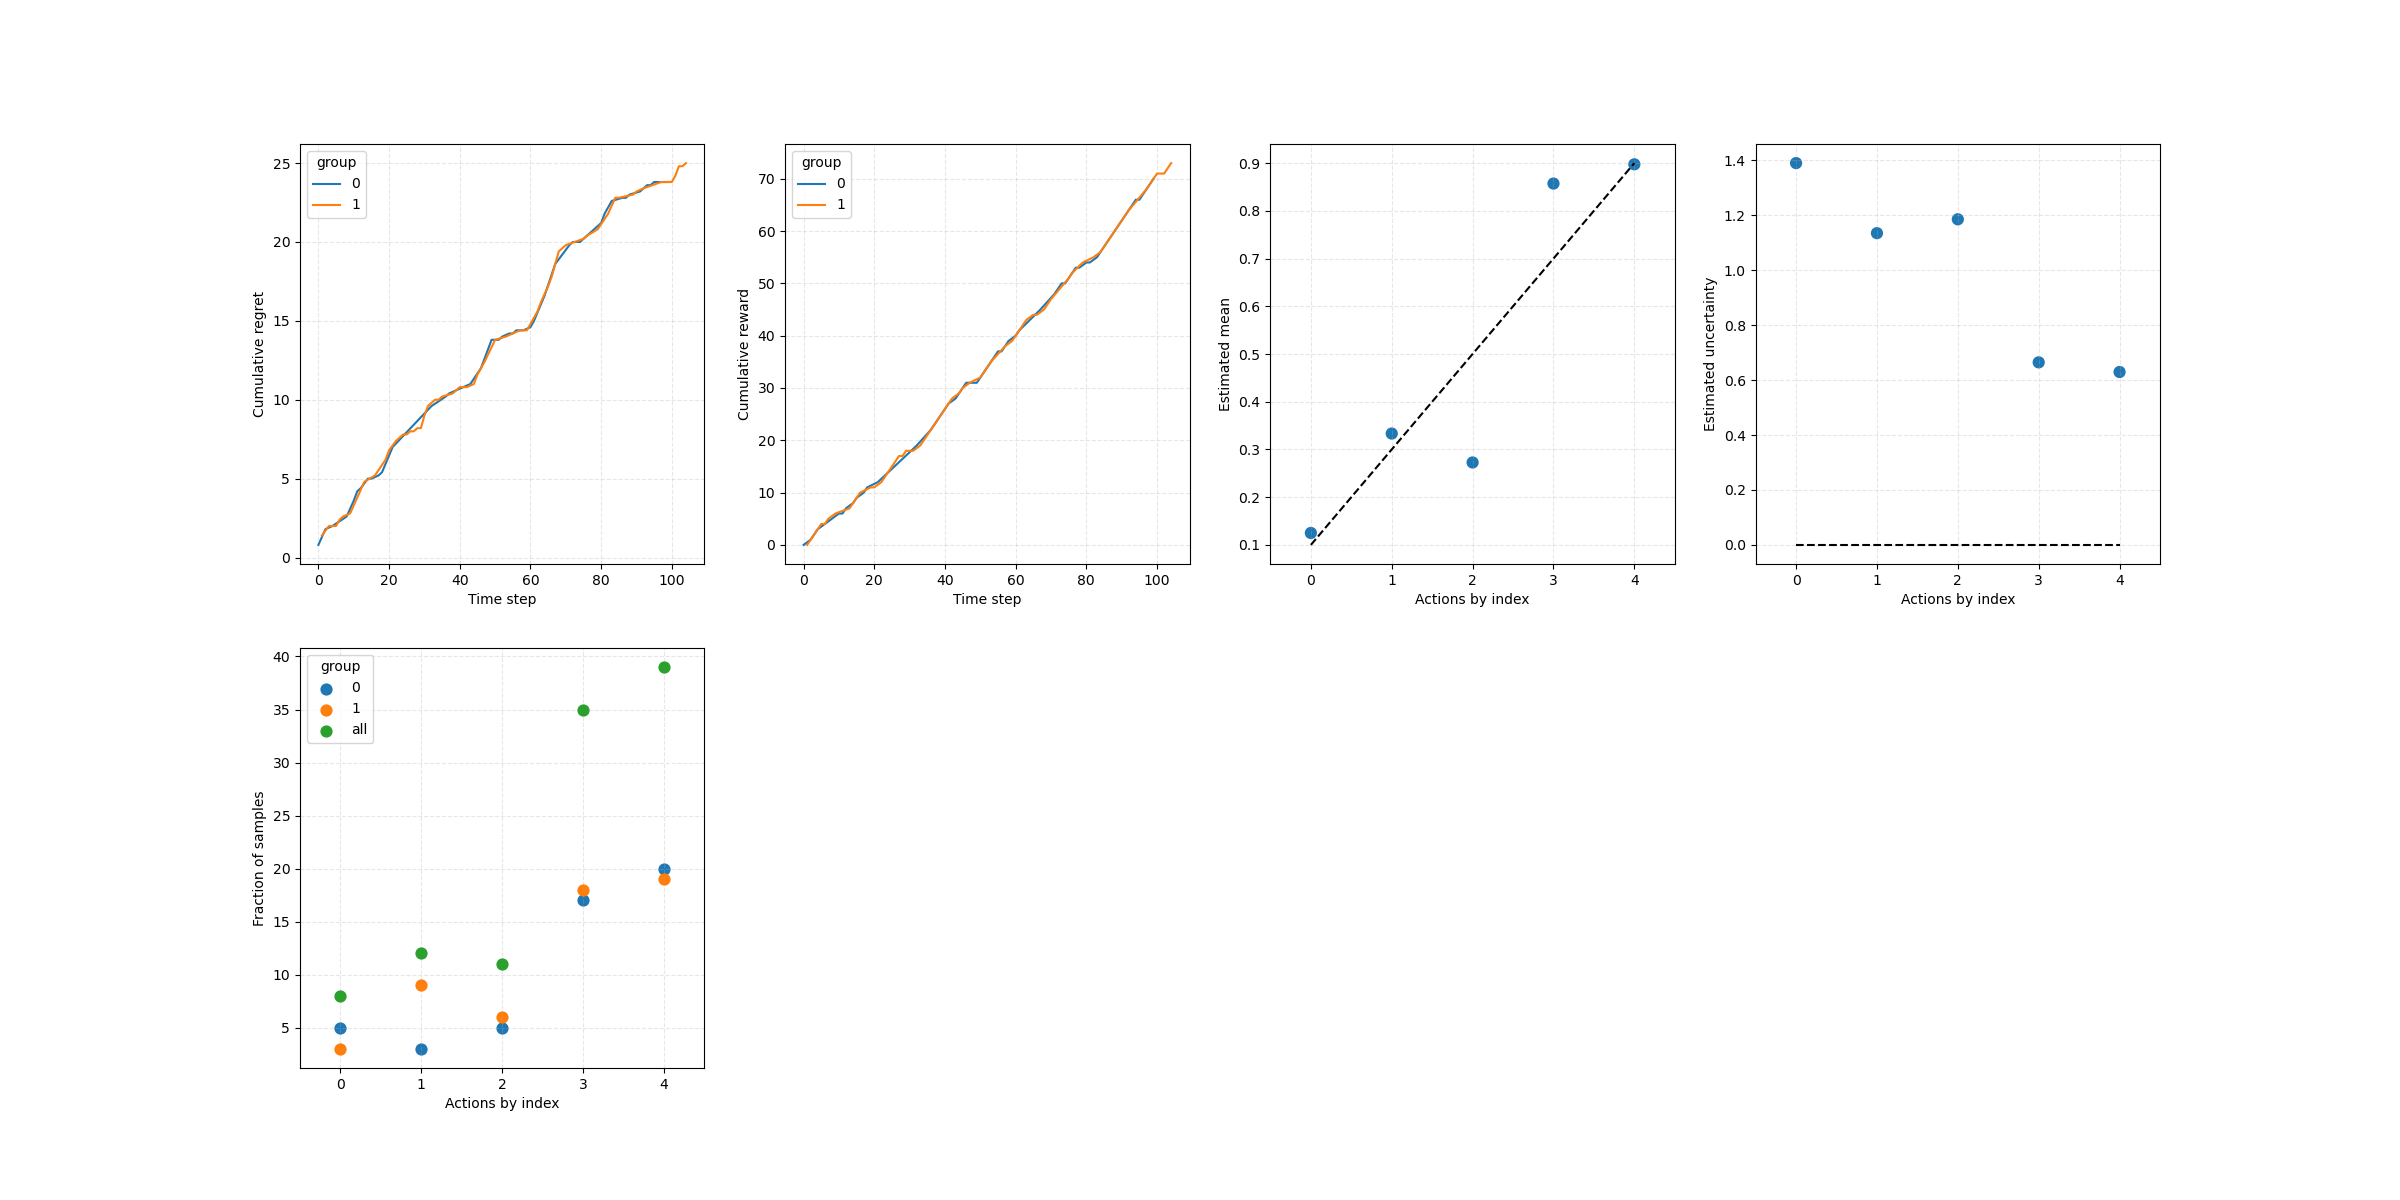 group
0
1
25
20
15
10
5
0
Cumulative regret
0 20 40 60 80 100
Time step
group
0
1
70
60
50
40
30
20
10
0
Cumulative reward
0 20 40 60 80 100
Time step
0.9
0.8
0.7
0.6
0.5
0.4
0.3
0.2
0.1
Estimated mean
0 1 2 3 4
Actions by index
1.4
1.2
1.0
0.8
0.6
0.4
0.2
0.0
Estimated uncertainty
0 1 2 3 4
Actions by index
group
0
1
all
40
35
30
25
20
15
10
5
Fraction of samples
0 1 2 3 4
Actions by index